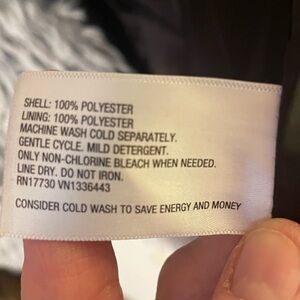 SHELL: 100% POLYESTER
LINING: 100% POLYESTER
MACHINE WASH COLD SEPARATELY.
GENTLE CYCLE. MILD DETERGENT.
ONLY NON-CHLORINE BLEACH WHEN NEEDED.
LINE DRY. DO NOT IRON.
RN17730 VN1336443
CONSIDER COLD WASH TO SAVE ENERGY AND MONEY